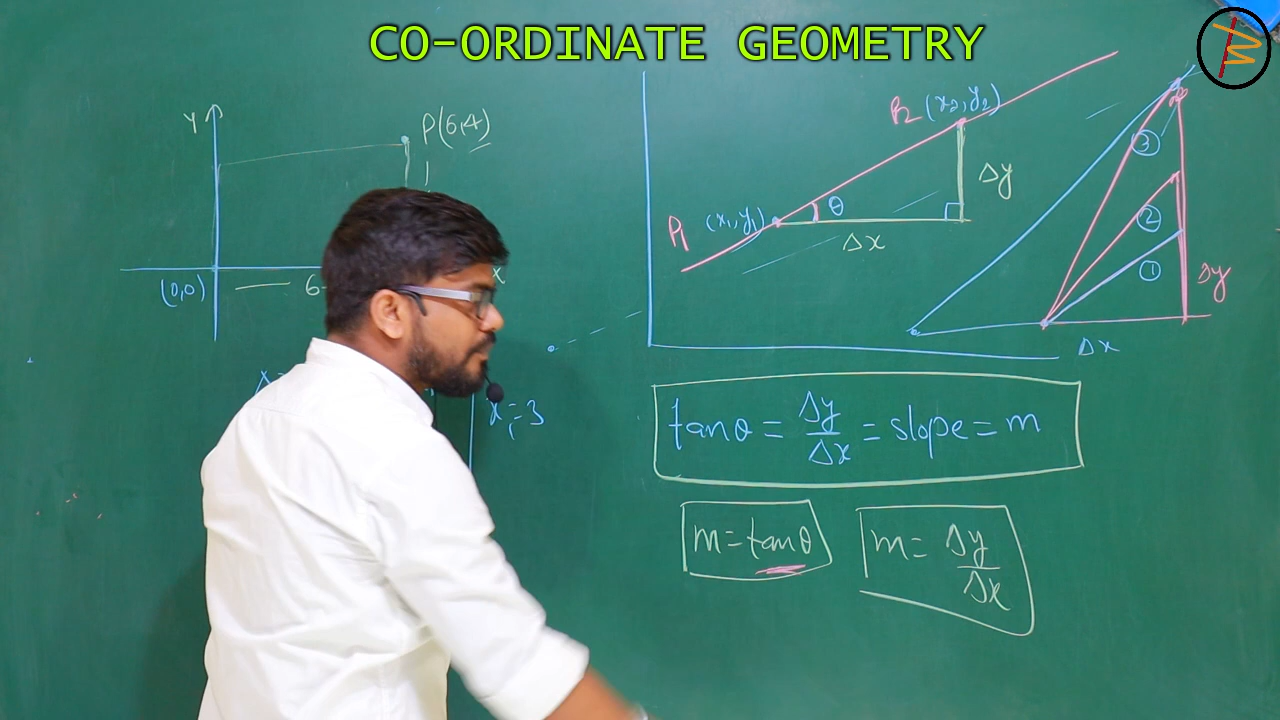 CO-ORDINATE GEOMETRY
Y
P(6,4)
(0,0)
6
X
P2 (x2,y2)
Δy
P1 (x1,y1)
θ
Δx
③
②
①
Δy
Δx
tanθ = Δy/Δx = slope = m
m = tanθ
m = Δy/Δx